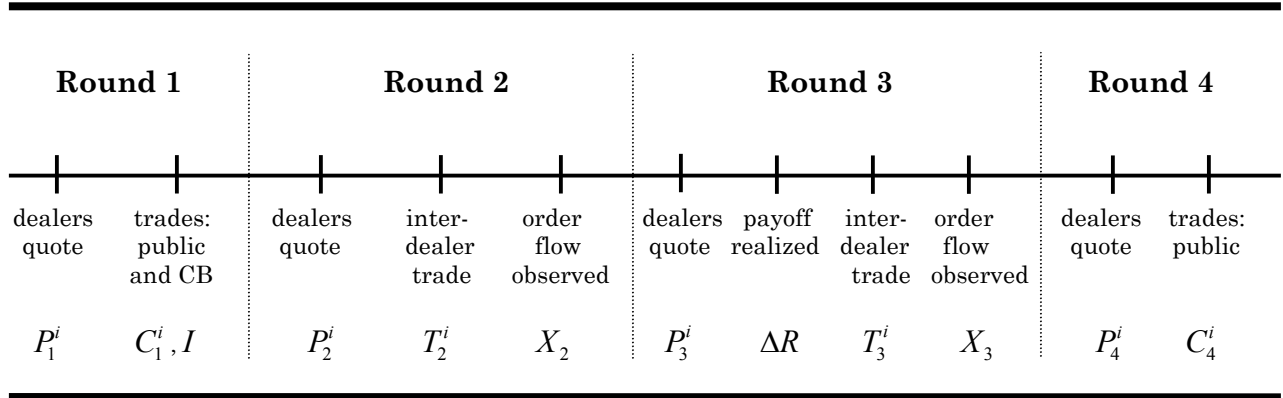 Round 1 Round 2 Round 3 Round 4
dealers trades: dealers inter- order dealers payoff inter- order dealers trades:
quote public quote dealer flow quote realized dealer flow quote public
and CB trade observed trade observed
P_1^i C_1^i , I P_2^i T_2^i X_2 P_3^i ΔR T_3^i X_3 P_4^i C_4^i